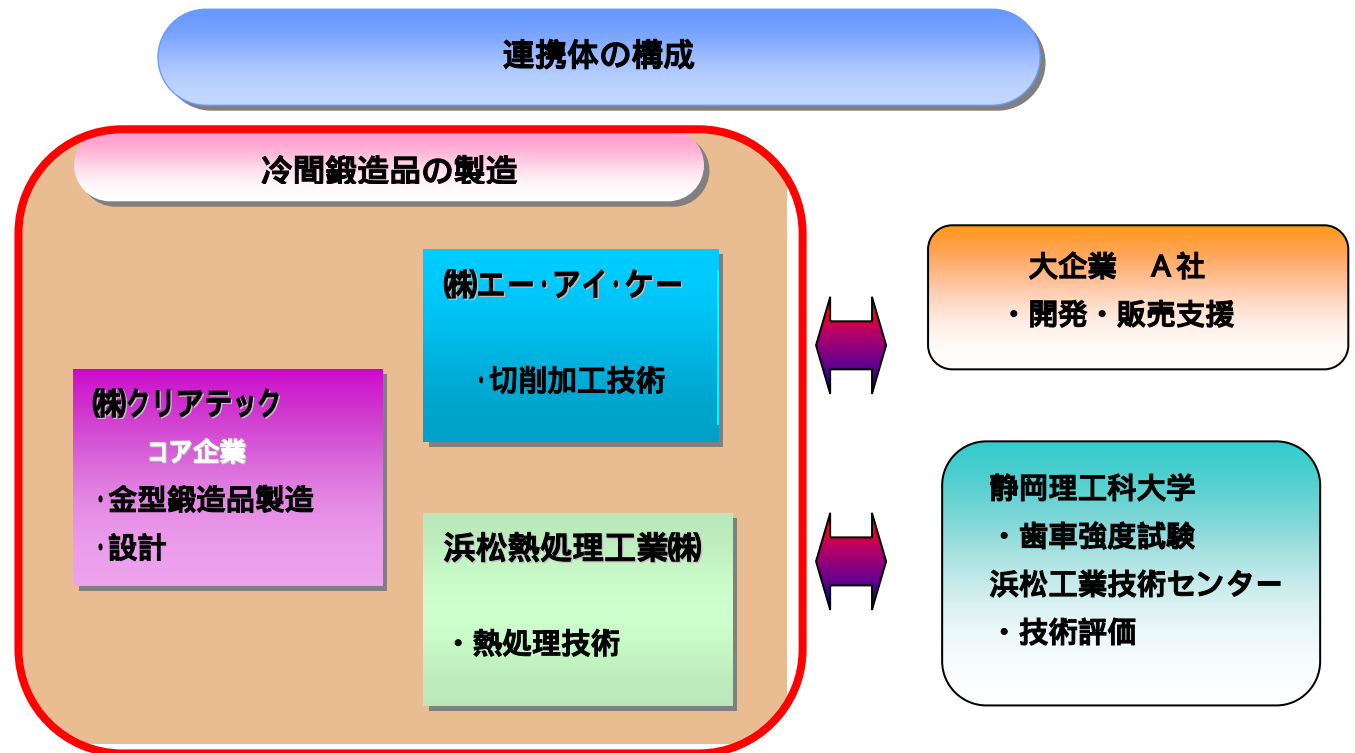 連携体の構成
冷間鍛造品の製造
㈱エー・アイ・ケー
・切削加工技術
㈱クリアテック
コア企業
・金型鍛造品製造
・設計
浜松熱処理工業㈱
・熱処理技術
大企業　Ａ社
・開発・販売支援
静岡理工科大学
・歯車強度試験
浜松工業技術センター
・技術評価